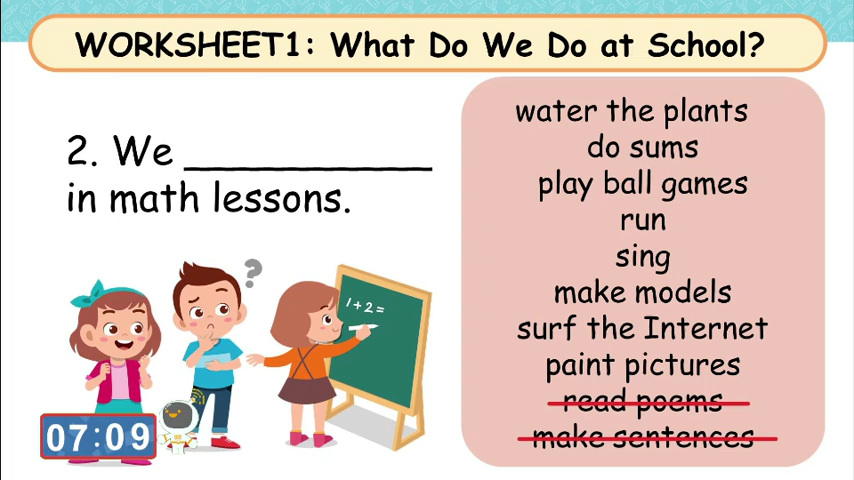 WORKSHEET1: What Do We Do at School?
2. We ____________
in math lessons.
water the plants
do sums
play ball games
run
sing
make models
surf the Internet
paint pictures
read poems
make sentences
?
1+2=
07:09